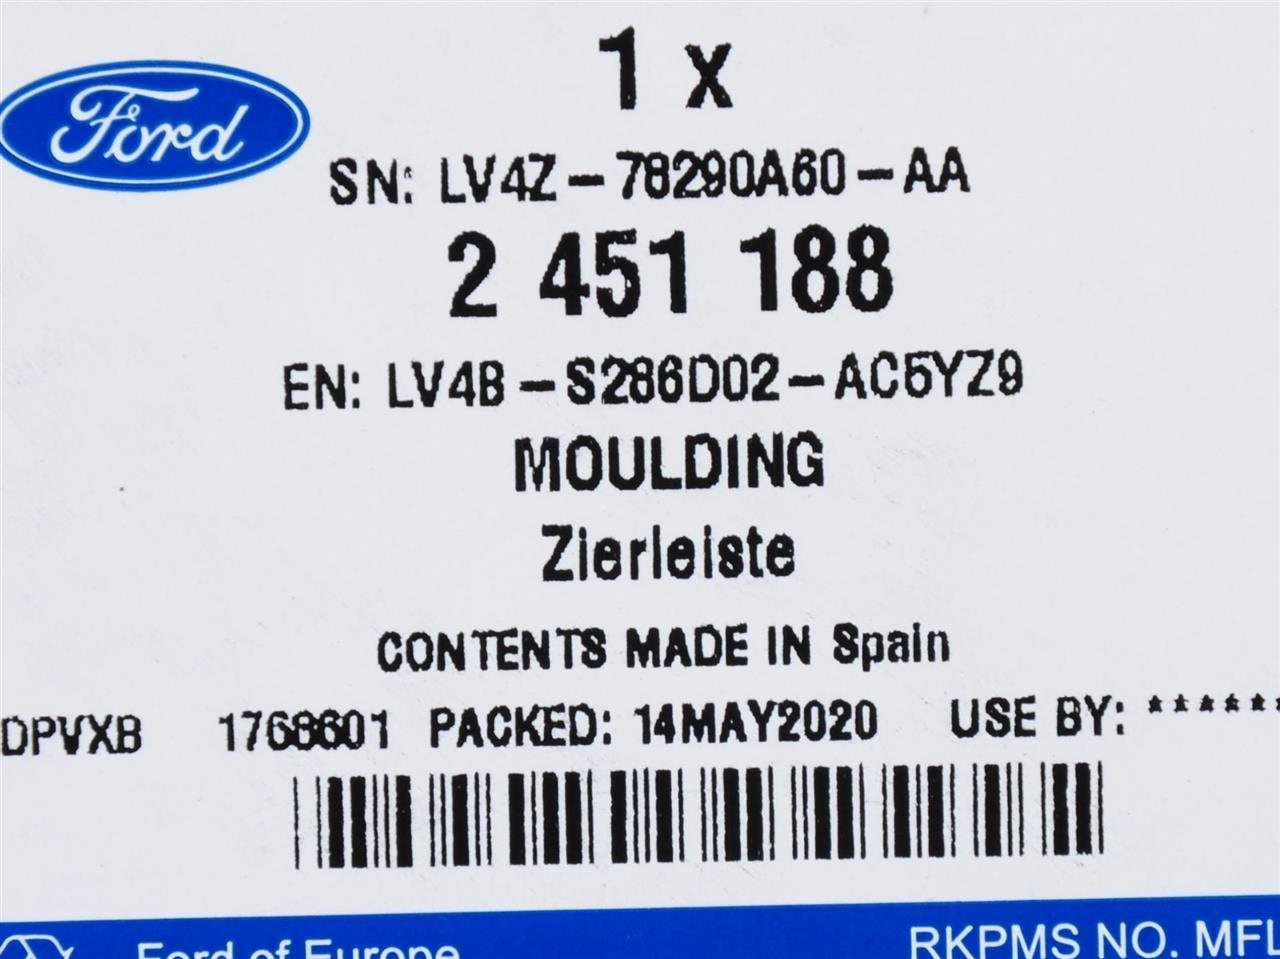 1 x
Ford
SN: LV4Z-78290A60-AA
2 451 188
EN: LV4B-S286D02-AC5YZ9
MOULDING
Zierleiste
CONTENTS MADE IN Spain
DPVXB 1768601 PACKED: 14MAY2020 USE BY: ******
Ford of Europe
RKPMS NO. MFL